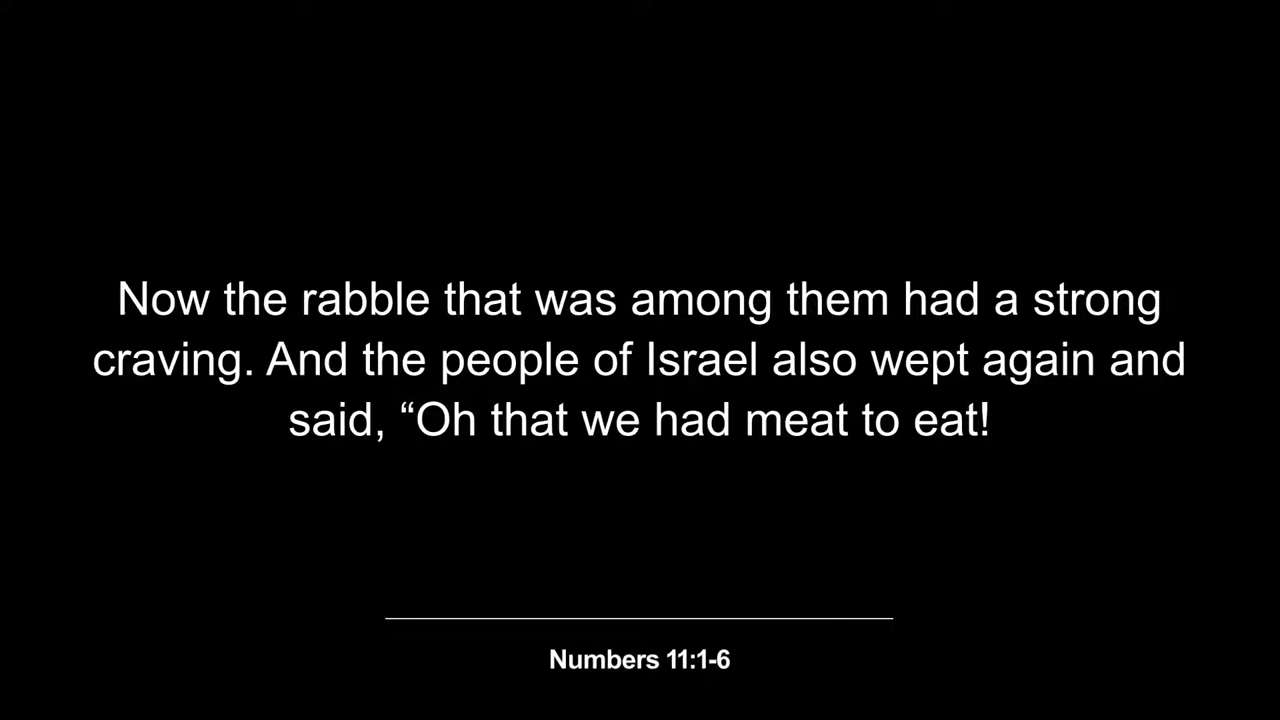 Now the rabble that was among them had a strong
craving. And the people of Israel also wept again and
said, “Oh that we had meat to eat!
Numbers 11:1-6